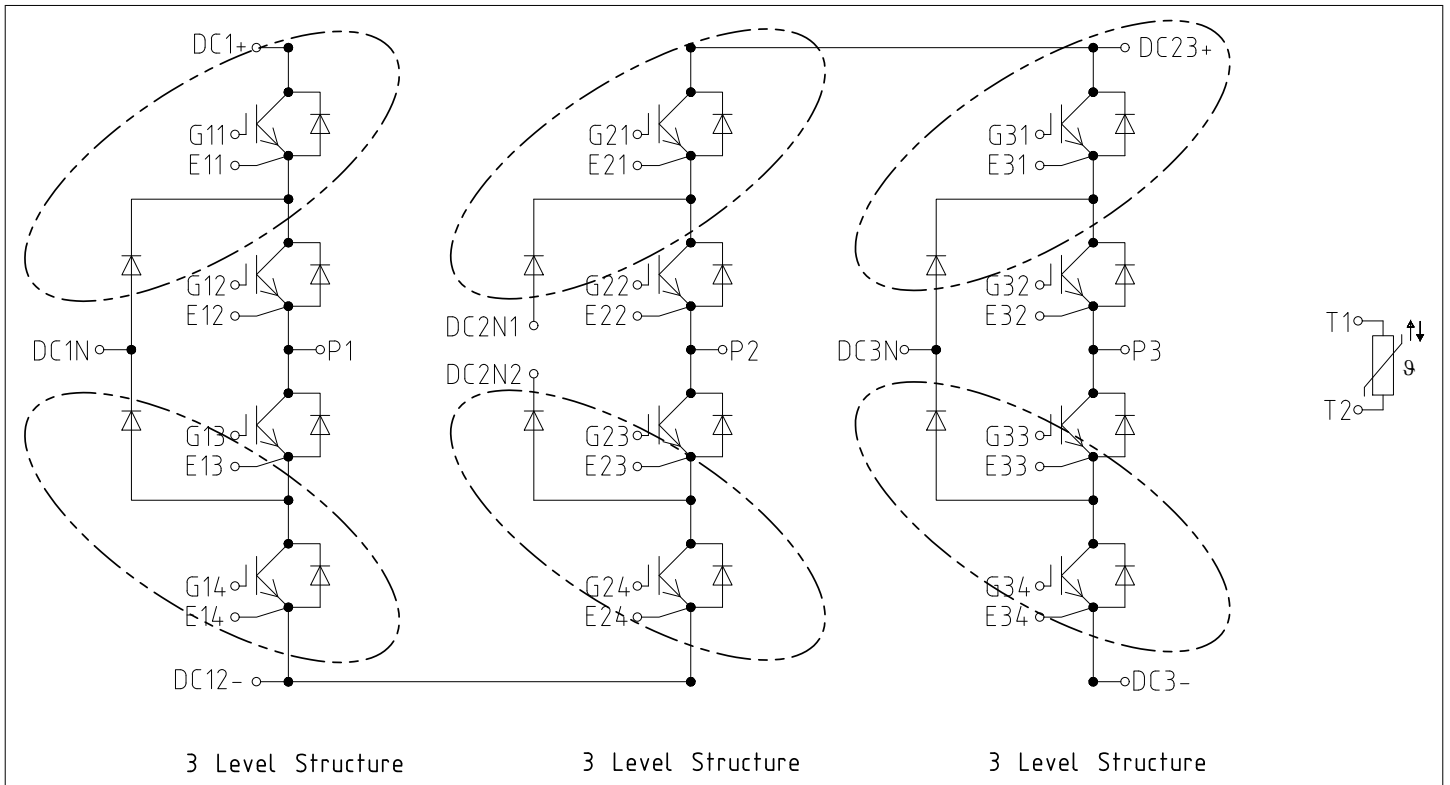 DC1+
DC23+
G11
G21
G31
E11
E21
E31
G12
G22
G32
E12
E22
E32
DC2N1
DC1N
P1
P2
DC3N
P3
DC2N2
T1
ϑ
T2
G13
G23
G33
E13
E23
E33
G14
G24
G34
E14
E24
E34
DC12-
DC3-
3 Level Structure
3 Level Structure
3 Level Structure